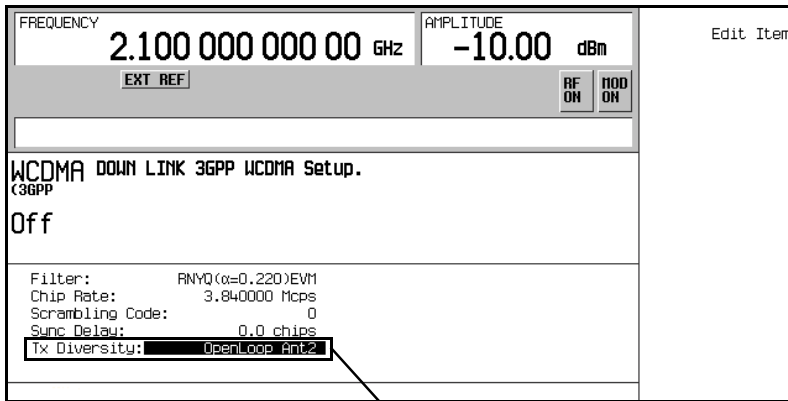 FREQUENCY
2.100 000 000 00 GHz
AMPLITUDE
-10.00 dBm
Edit Item
EXT REF
RF ON
MOD ON
WCDMA DOWN LINK 3GPP WCDMA Setup.
(3GPP
Off
Filter: RNYQ(α=0.220)EVM
Chip Rate: 3.840000 Mcps
Scrambling Code: 0
Sync Delay: 0.0 chips
Tx Diversity: OpenLoop Ant2